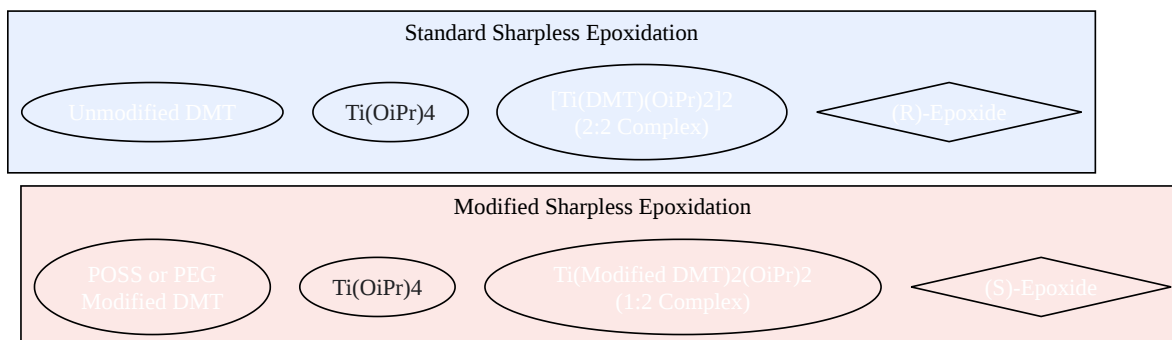 Standard Sharpless Epoxidation
Unmodified DMT
Ti(OiPr)4
[Ti(DMT)(OiPr)2]2
(2:2 Complex)
(R)-Epoxide
Modified Sharpless Epoxidation
POSS or PEG
Modified DMT
Ti(OiPr)4
Ti(Modified DMT)2(OiPr)2
(1:2 Complex)
(S)-Epoxide